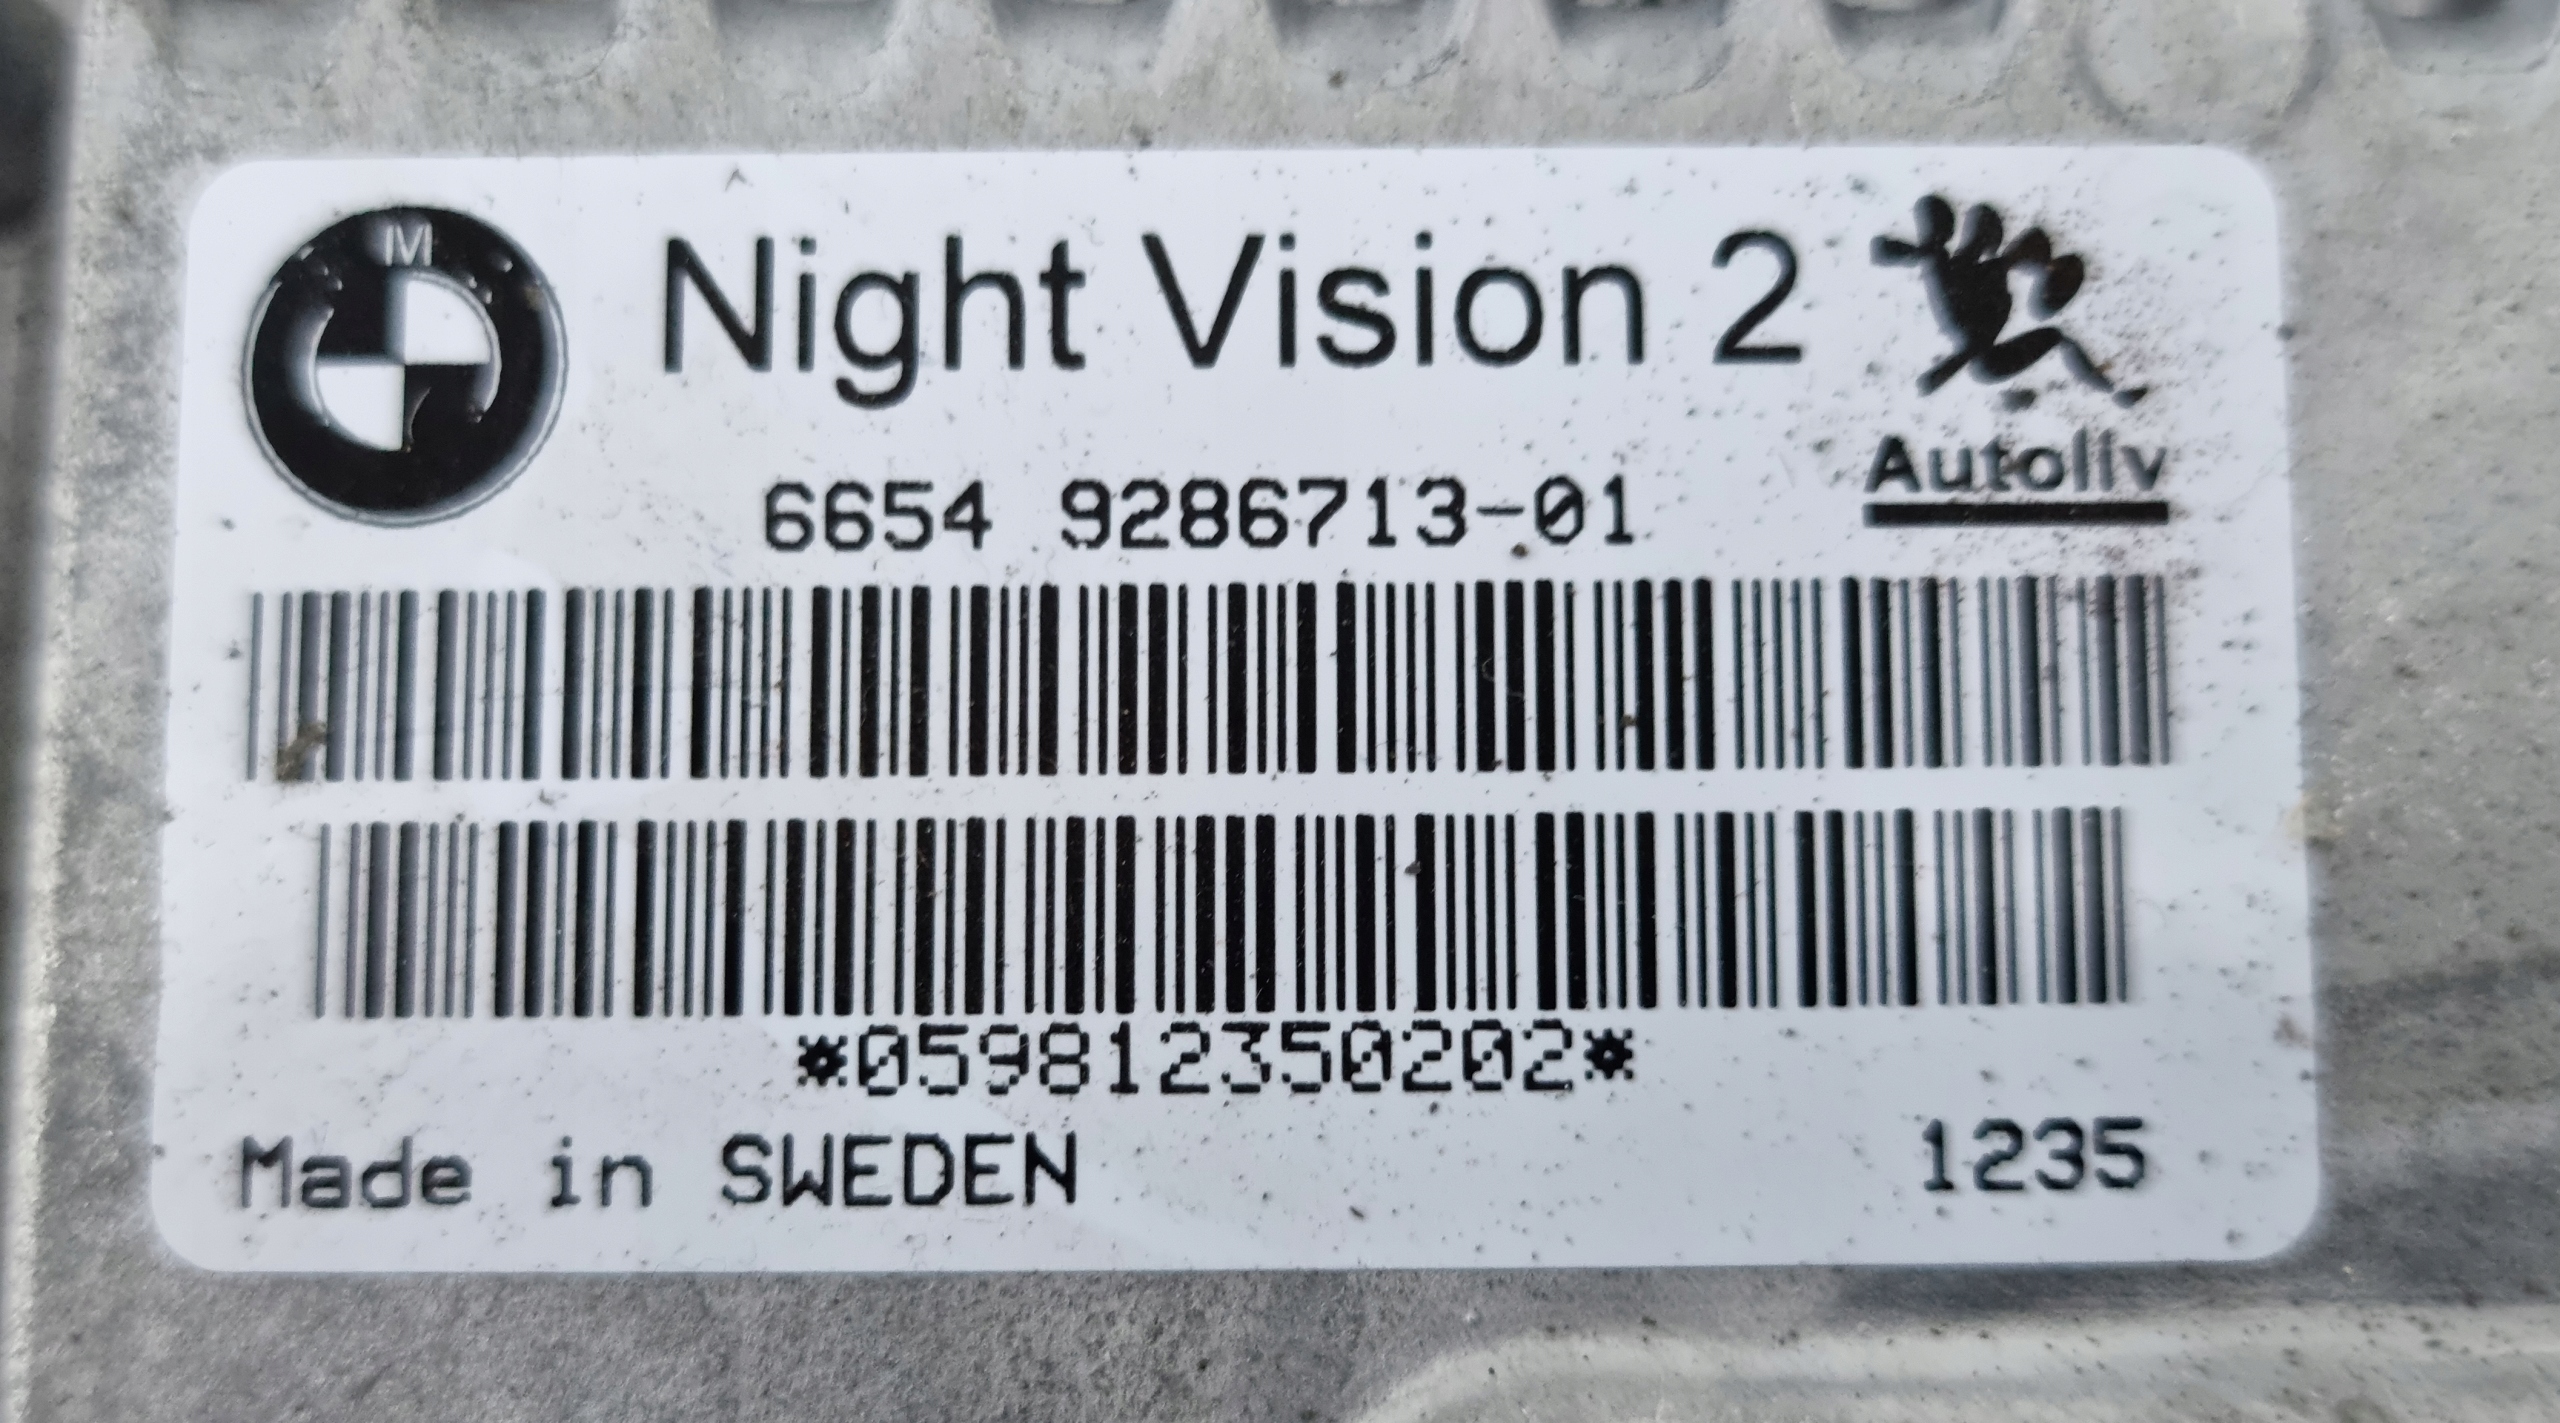 M
Night Vision 2
Autoliv
6654 9286713-01
*059812350202*
Made in SWEDEN
1235